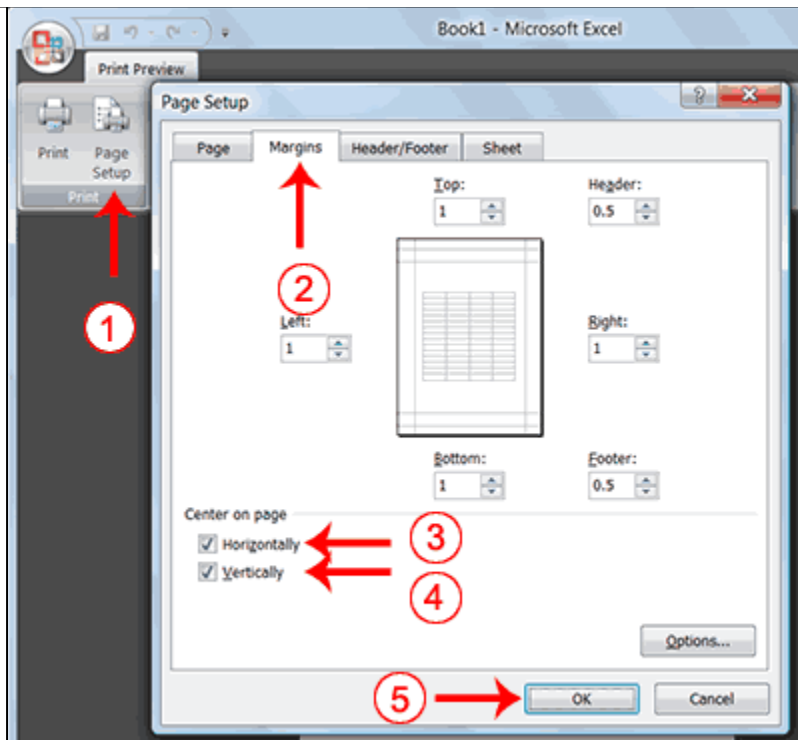 Book1 - Microsoft Excel
Print Preview
Print
Page Setup
Print
Page Setup
?
Page
Margins
Header/Footer
Sheet
Top:
1
Header:
0.5
1
2
Left:
1
Right:
1
Bottom:
1
Footer:
0.5
Center on page
Horizontally
3
Vertically
4
Options...
5
OK
Cancel